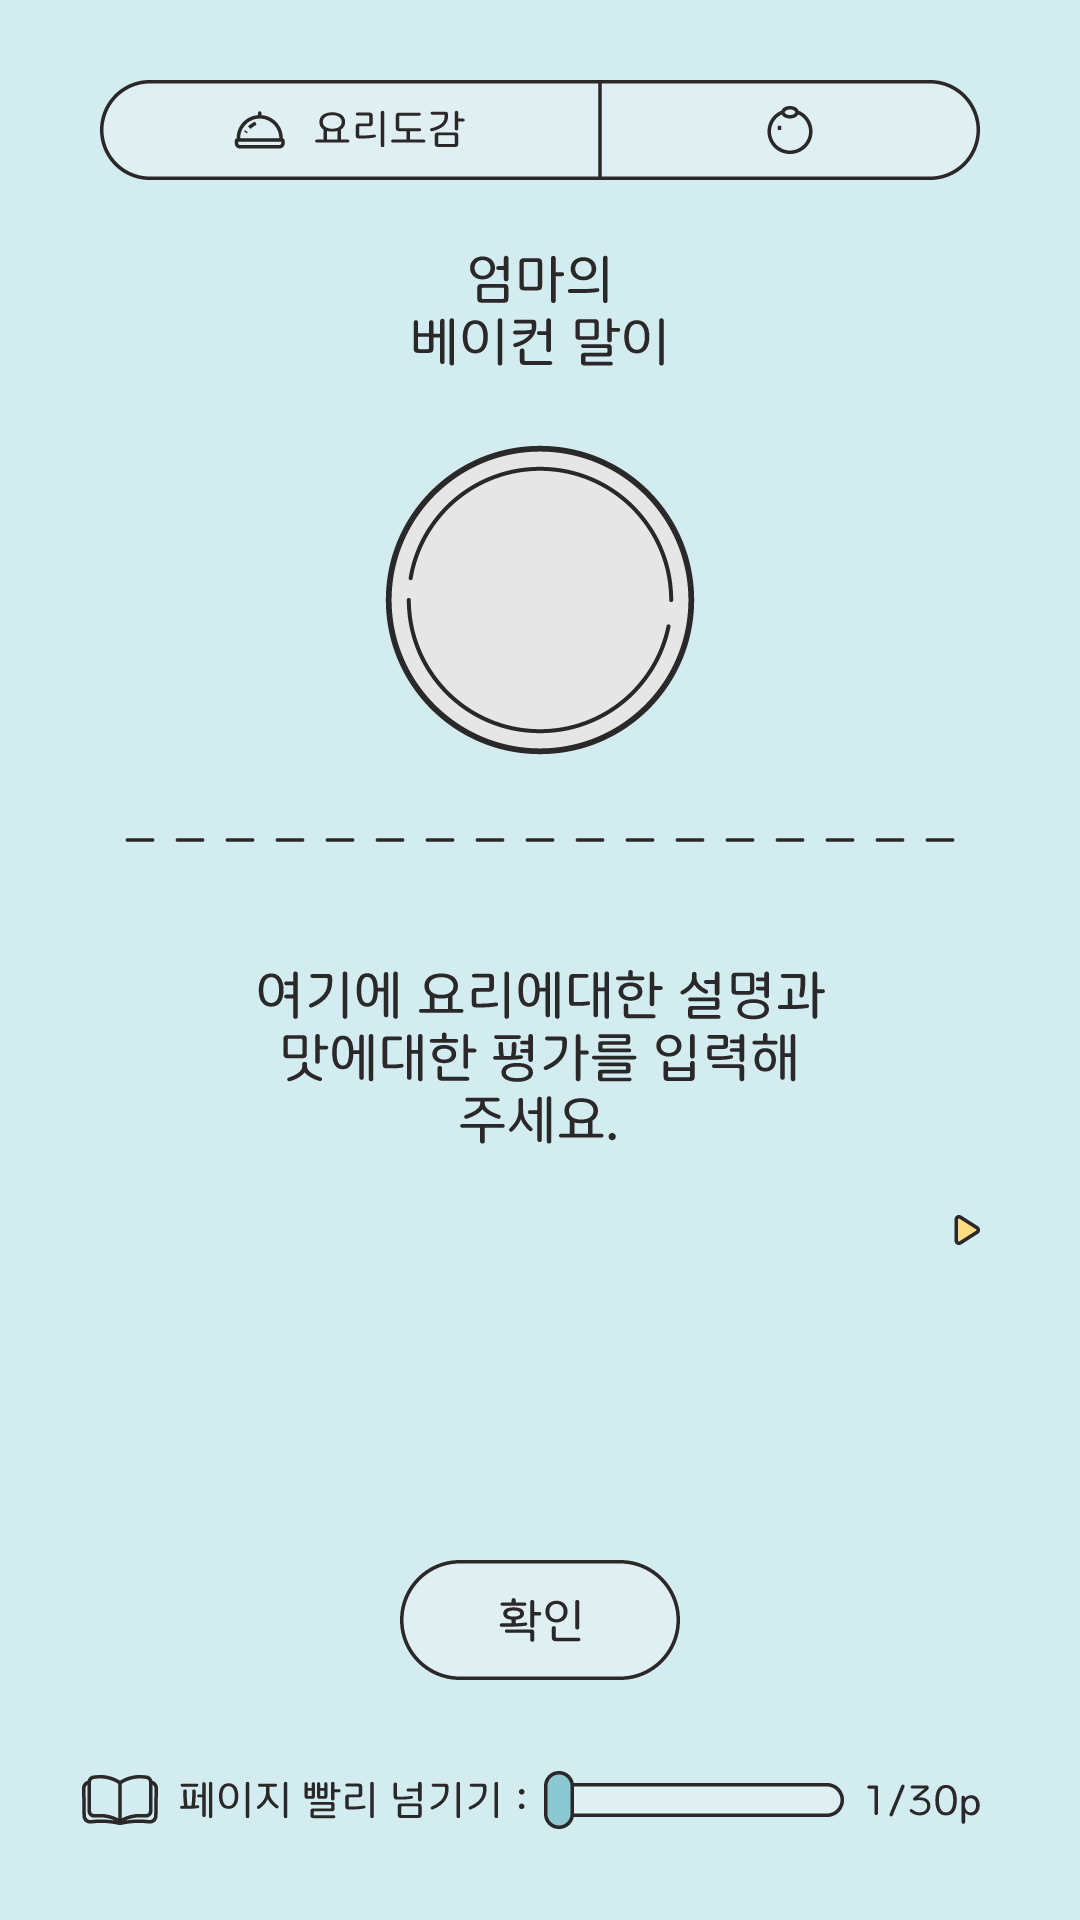 요리도감
엄마의
베이컨 말이
여기에 요리에대한 설명과
맛에대한 평가를 입력해
주세요.
확인
페이지 빨리 넘기기 :
1/30p